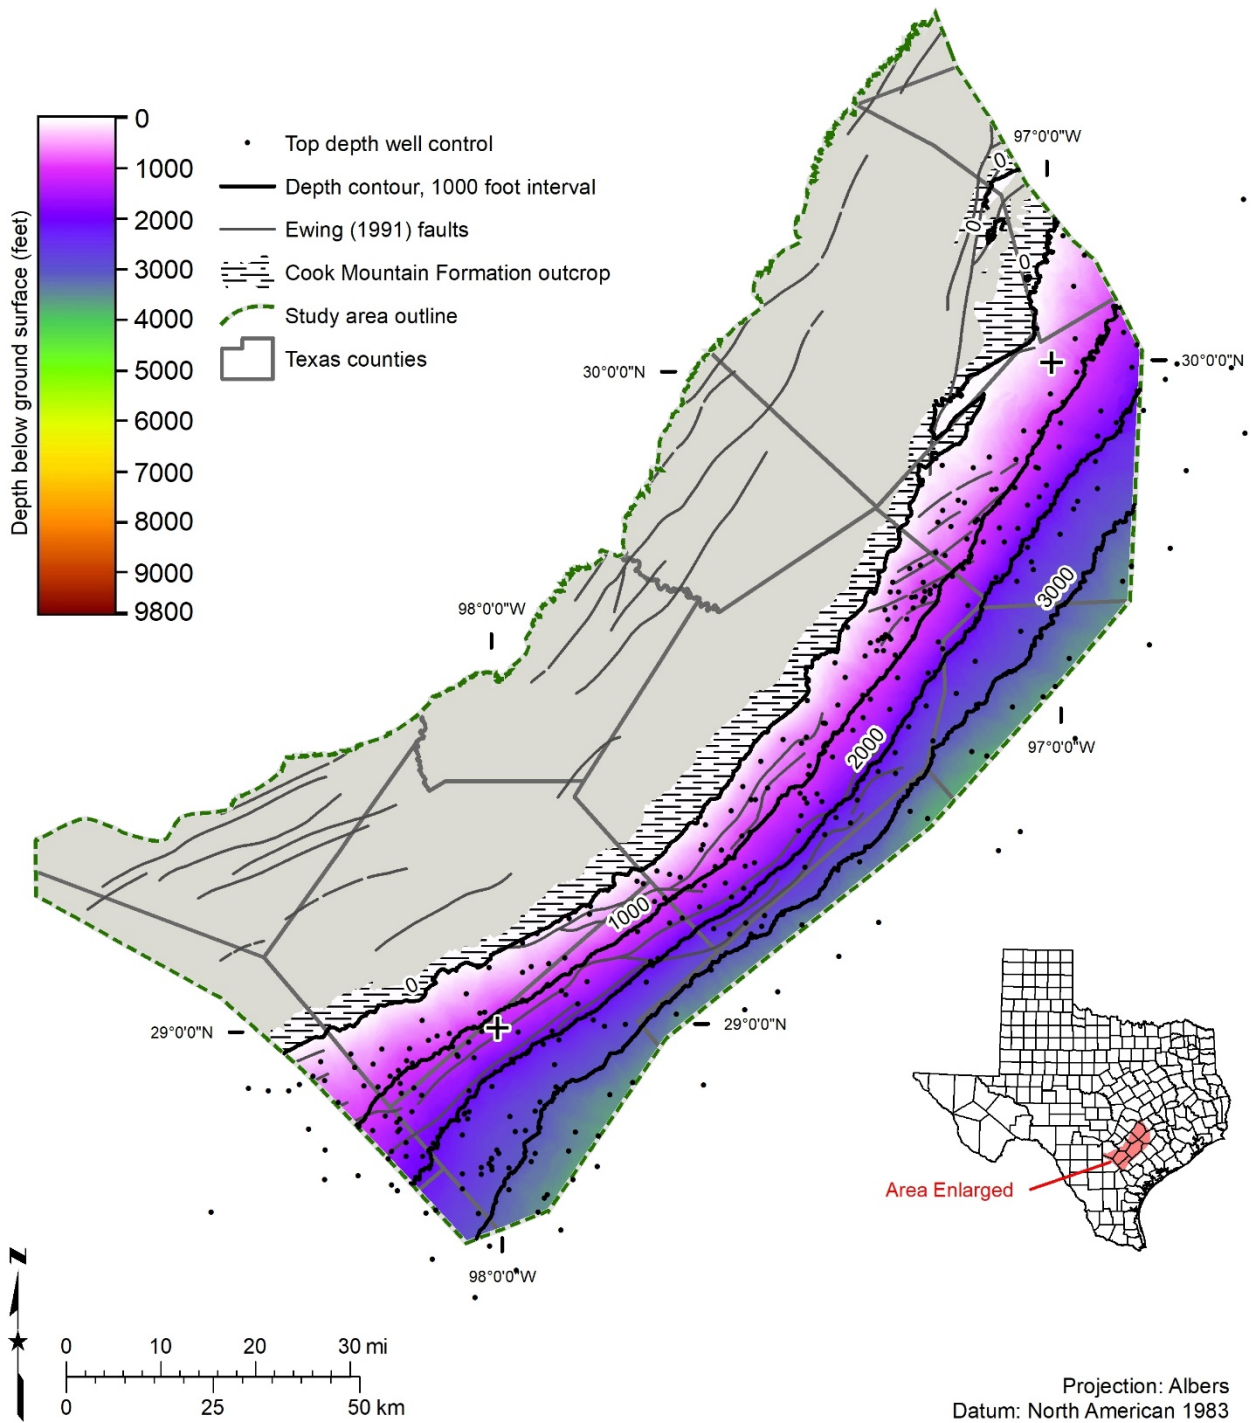 0
1000
2000
3000
4000
5000
6000
7000
8000
9000
9800
Depth below ground surface (feet)
Top depth well control
Depth contour, 1000 foot interval
Ewing (1991) faults
Cook Mountain Formation outcrop
Study area outline
Texas counties
97°0'0"W
0
0
0
30°0'0"N
30°0'0"N
98°0'0"W
3000
97°0'0"W
2000
1000
0
29°0'0"N
29°0'0"N
98°0'0"W
Area Enlarged
N
0 10 20 30 mi
0 25 50 km
Projection: Albers
Datum: North American 1983